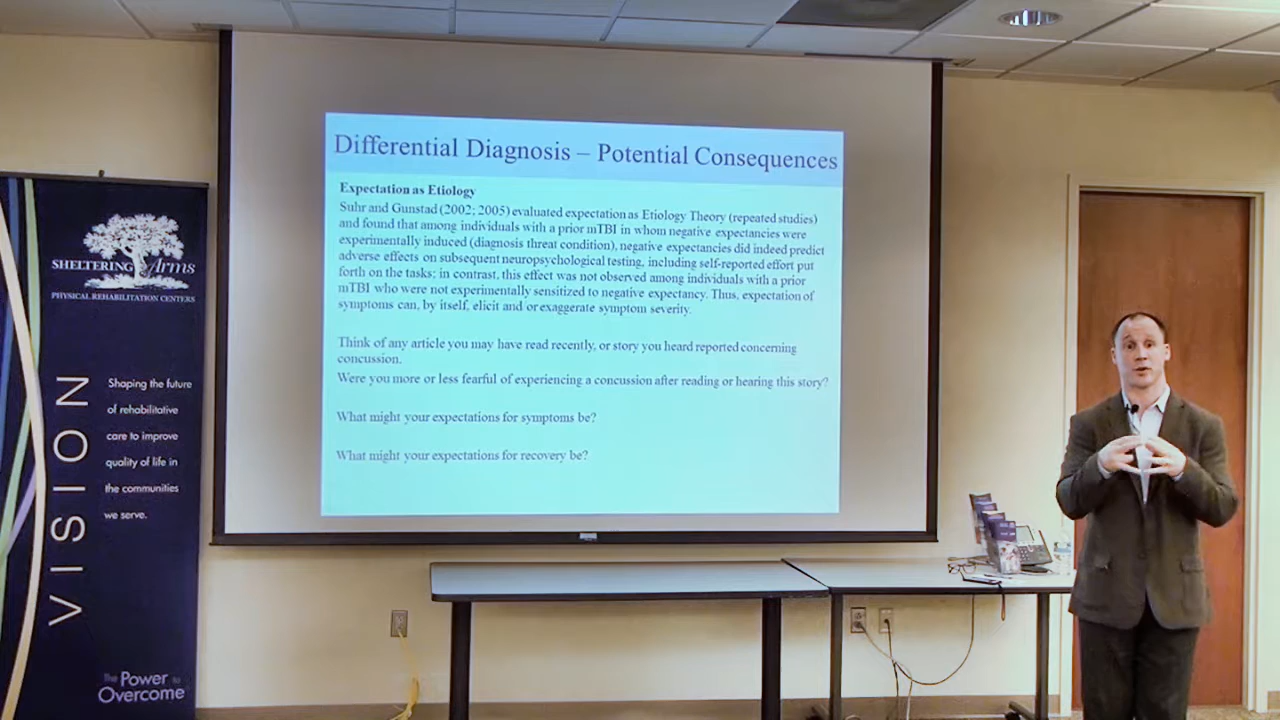 Differential Diagnosis – Potential Consequences
Expectation as Etiology
Suhr and Gunstad (2002; 2005) evaluated expectation as Etiology Theory (repeated studies)
and found that among individuals with a prior mTBI in whom negative expectancies were
experimentally induced (diagnosis threat condition), negative expectancies did indeed predict
adverse effects on subsequent neuropsychological testing, including self-reported effort put
forth on the tasks; in contrast, this effect was not observed among individuals with a prior
mTBI who were not experimentally sensitized to negative expectancy. Thus, expectation of
symptoms can, by itself, elicit and or exaggerate symptom severity.
Think of any article you may have read recently, or story you heard reported concerning
concussion.
Were you more or less fearful of experiencing a concussion after reading or hearing this story?
What might your expectations for symptoms be?
What might your expectations for recovery be?
SHELTERING Arms
PHYSICAL REHABILITATION CENTERS
VISION
Shaping the future
of rehabilitative
care to improve
quality of life in
the communities
we serve.
The Power to
Overcome